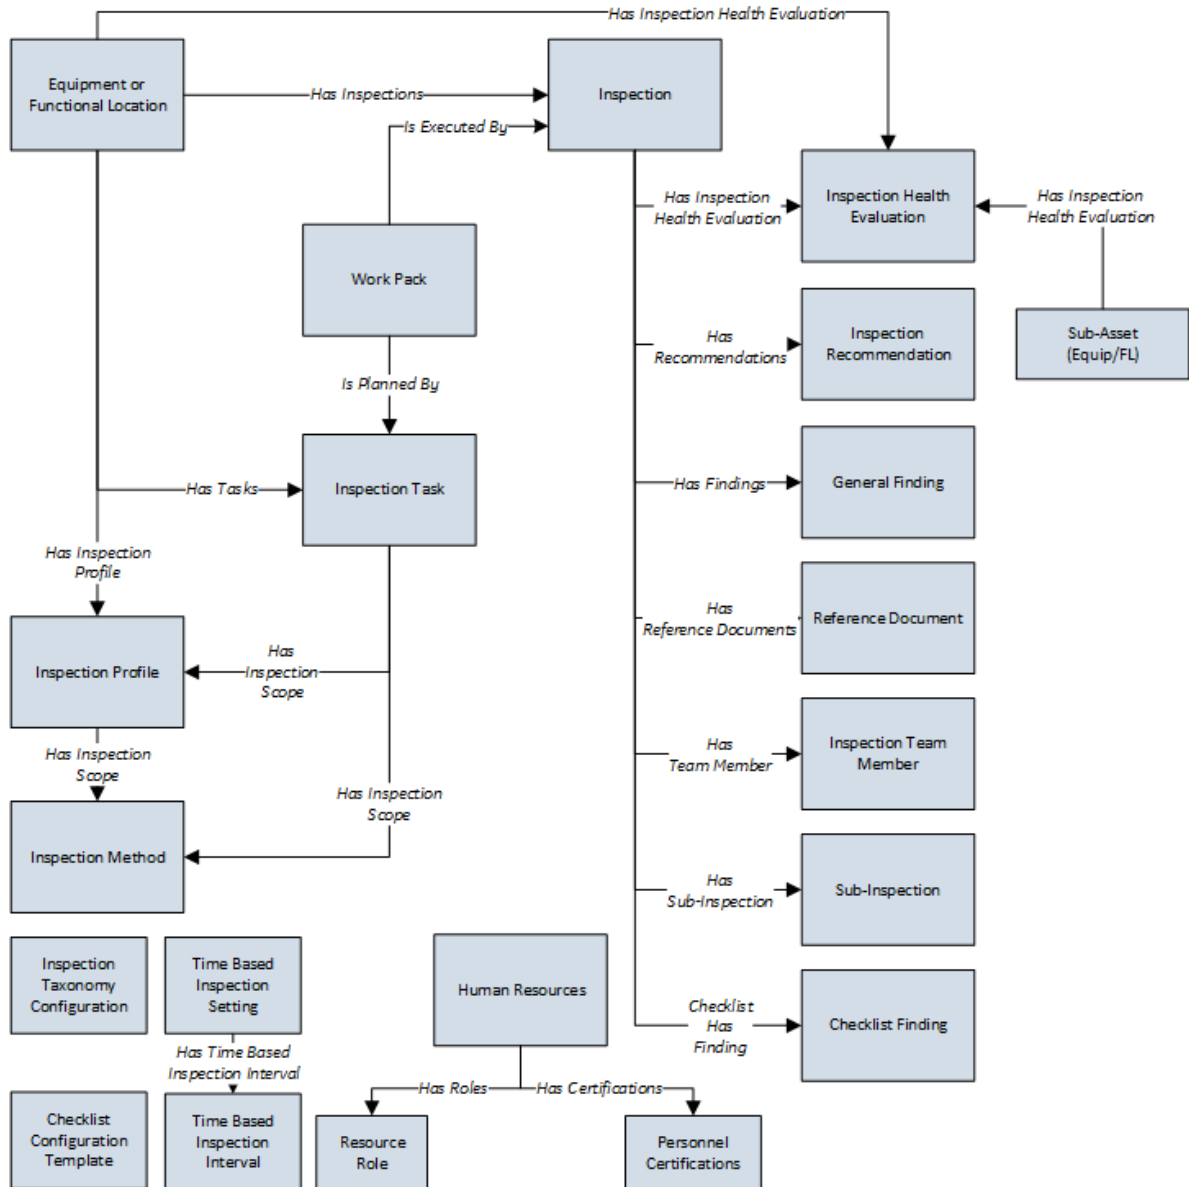 Has Inspection Health Evaluation
Equipment or
Functional Location
Has Inspections
Inspection
Is Executed By
Has Inspection
Health Evaluation
Inspection Health
Evaluation
Has Inspection
Health Evaluation
Work Pack
Has
Recommendations
Inspection
Recommendation
Sub-Asset
(Equip/FL)
Is Planned By
Has Tasks
Inspection Task
Has Findings
General Finding
Has Inspection
Profile
Has
Reference Documents
Reference Document
Inspection Profile
Has
Inspection
Scope
Has Inspection
Scope
Has
Team Member
Inspection Team
Member
Has Inspection
Scope
Inspection Method
Has
Sub-Inspection
Sub-Inspection
Inspection
Taxonomy
Configuration
Time Based
Inspection
Setting
Human Resources
Checklist
Has
Finding
Checklist Finding
Has Time Based
Inspection Interval
Has Roles
Has Certifications
Checklist
Configuration
Template
Time Based
Inspection
Interval
Resource
Role
Personnel
Certifications